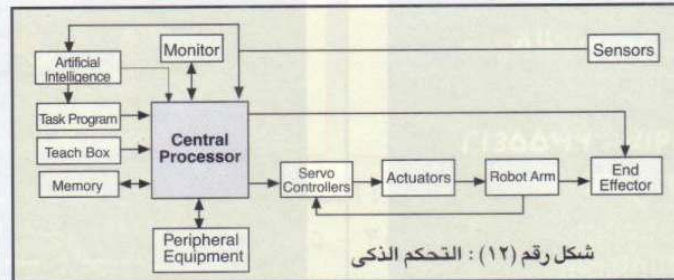 Monitor
Sensors
Artificial
Intelligence
Task Program
Central
Processor
Teach Box
Memory
Servo
Controllers
Actuators
Robot Arm
End
Effector
Peripheral
Equipment
شكل رقم (١٢) : التحكم الذكى